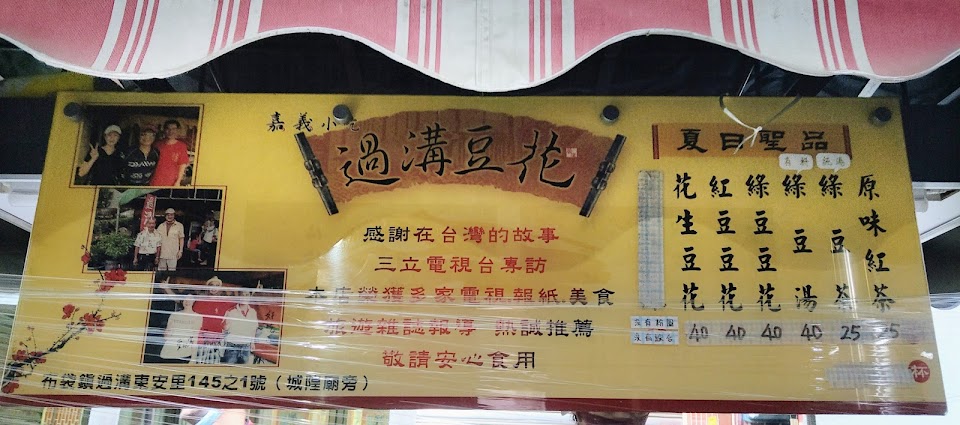 嘉義小吃
過溝豆花
感謝在台灣的故事
三立電視台專訪
本店榮獲多家電視.報紙.美食
旅遊雜誌報導 熱誠推薦
敬請安心食用
布袋鎮過溝東安里145之1號（城隍廟旁）
夏日聖品
花生豆花 40
紅豆豆花 40
綠豆豆花 40
綠豆湯 40
綠豆茶 25
原味紅茶 25
杯